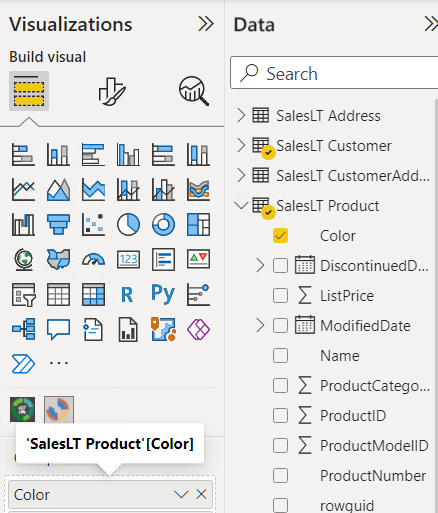 Visualizations
Build visual
123
R
Py
...
'SalesLT Product'[Color]
Color
Data
Search
SalesLT Address
SalesLT Customer
SalesLT CustomerAdd...
SalesLT Product
Color
DiscontinuedD...
ListPrice
ModifiedDate
Name
ProductCatego...
ProductID
ProductModelID
ProductNumber
rowguid